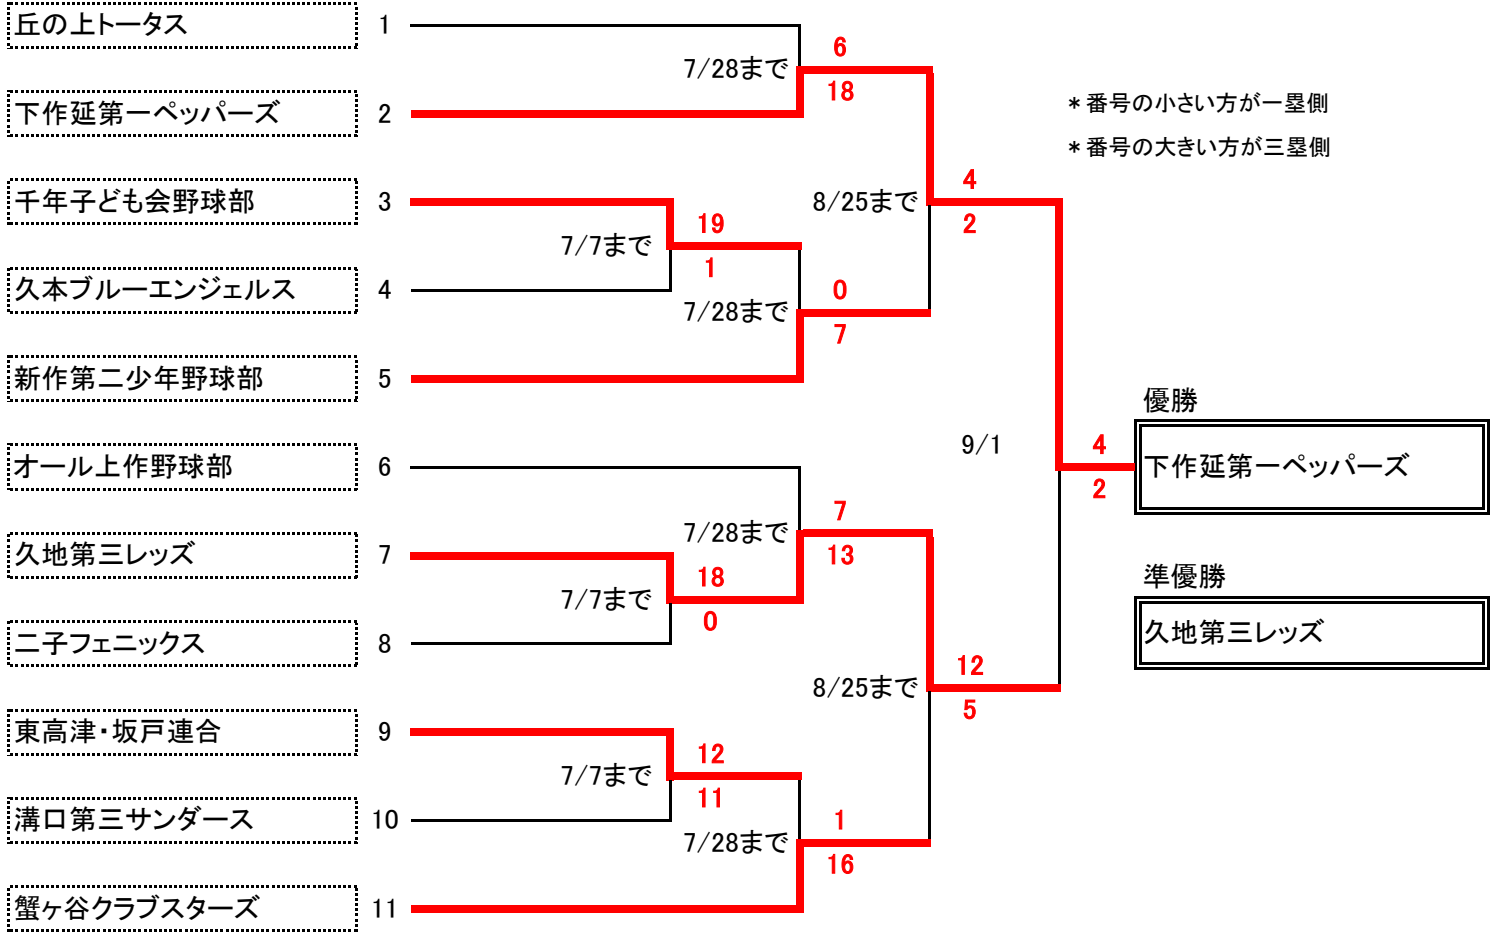 丘の上トータス 1
6
7/28まで
18
下作延第一ペッパーズ 2
＊番号の小さい方が一塁側
＊番号の大きい方が三塁側
4
千年子ども会野球部 3
8/25まで
19
2
7/7まで
1
久本ブルーエンジェルス 4
0
7/28まで
7
新作第二少年野球部 5
優勝
9/1
4
オール上作野球部 6
下作延第一ペッパーズ
2
7
7/28まで
久地第三レッズ 7
13
18
準優勝
7/7まで
0
久地第三レッズ
二子フェニックス 8
12
8/25まで
5
東高津・坂戸連合 9
12
7/7まで
11
溝口第三サンダース 10
1
7/28まで
16
蟹ヶ谷クラブスターズ 11